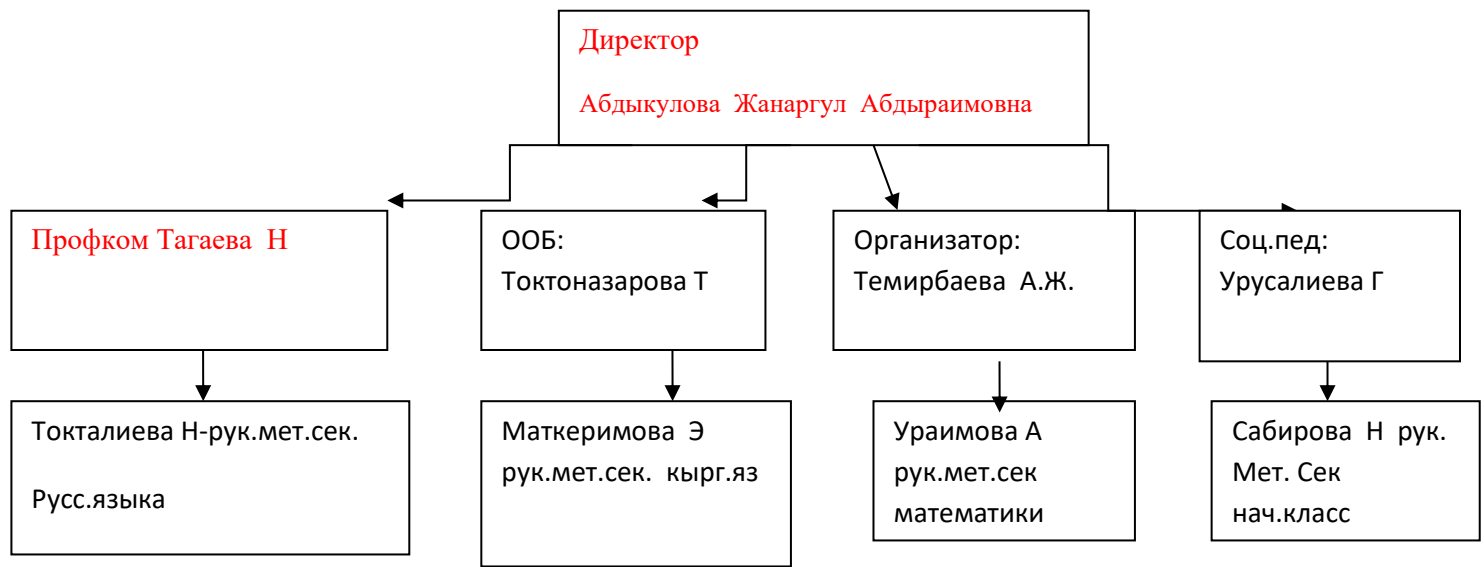 Директор
Абдыкулова Жанаргул Абдыраимовна
Профком Тагаева Н
ООБ:
Токтоназарова Т
Организатор:
Темирбаева А.Ж.
Соц.пед:
Урусалиева Г
Токталиева Н-рук.мет.сек.
Русс.языка
Маткеримова Э
рук.мет.сек. кырг.яз
Ураимова А
рук.мет.сек
математики
Сабирова Н рук.
Мет. Сек
нач.класс